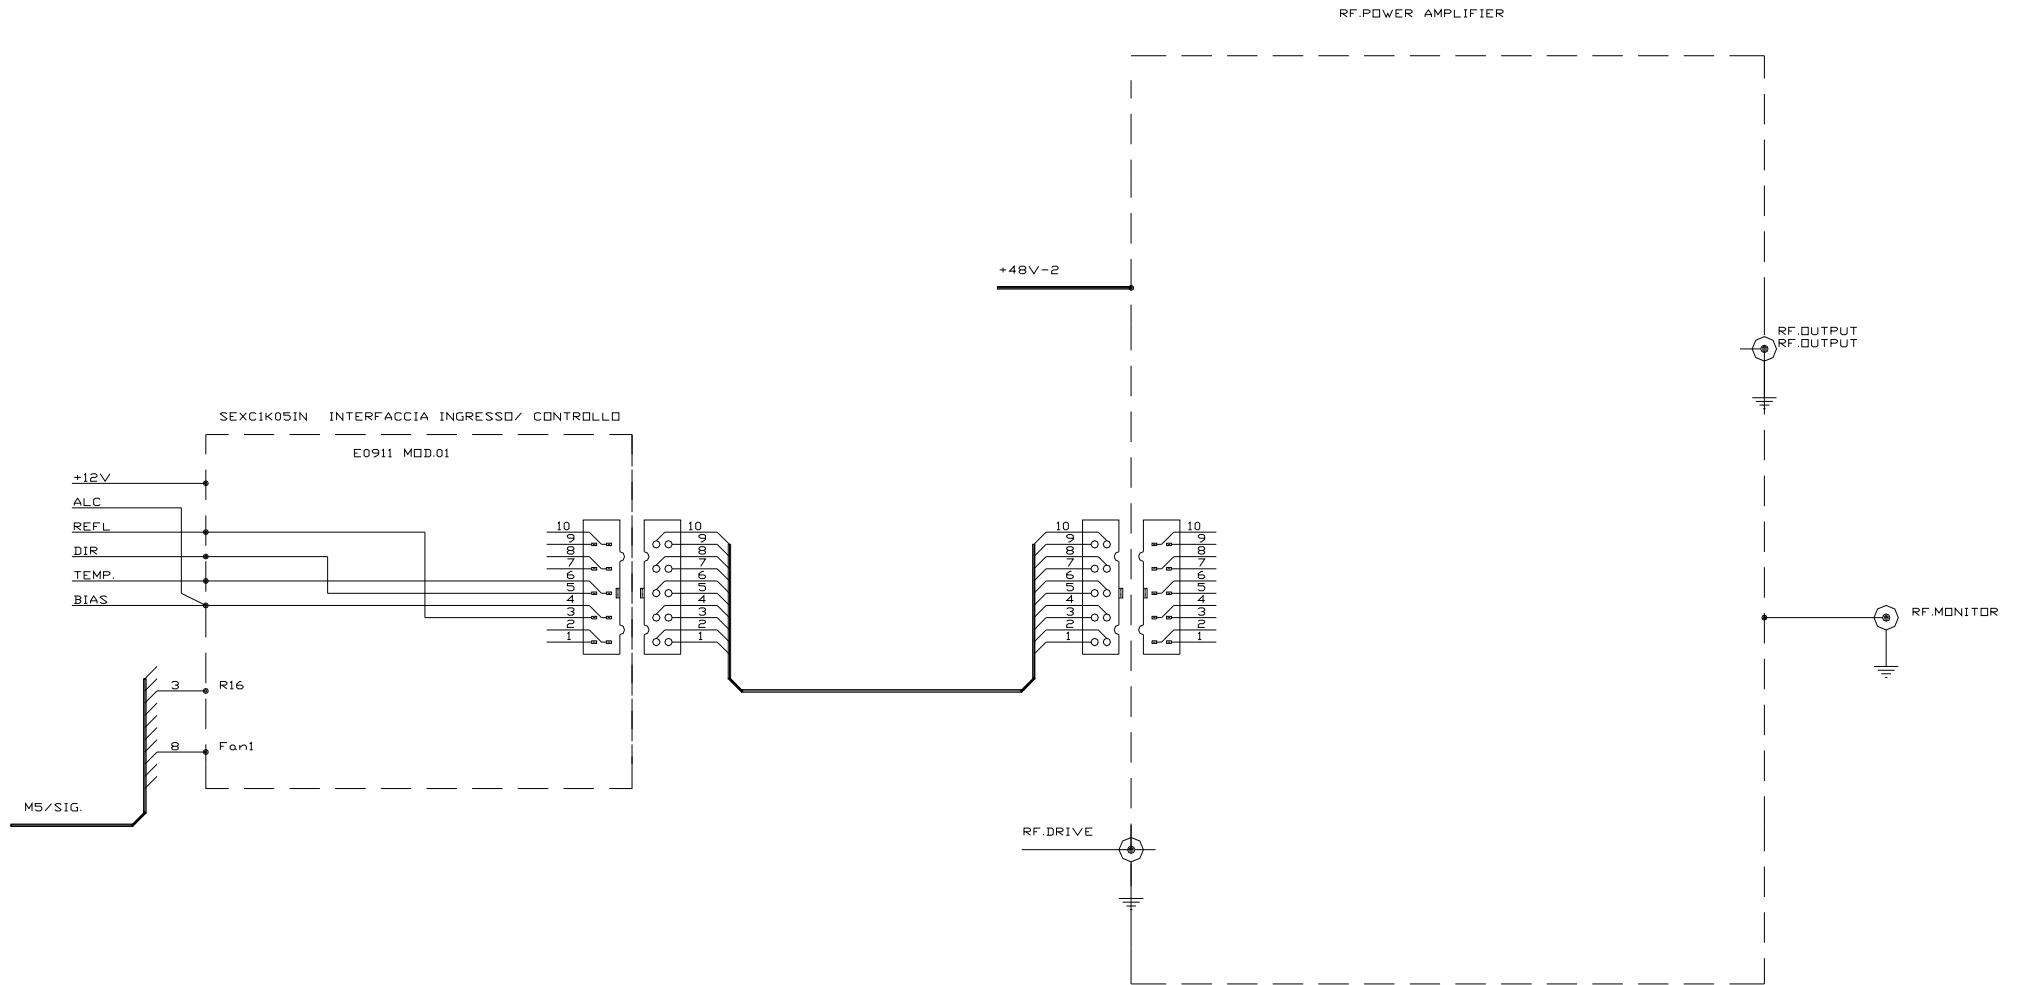 RF.POWER AMPLIFIER
+48V-2
RF.OUTPUT
RF.OUTPUT
SEXC1K05IN INTERFACCIA INGRESSO/ CONTROLLO
E0911 MOD.01
+12V
ALC
REFL
DIR
TEMP.
BIAS
10
9
8
7
6
5
4
3
2
1
10
9
8
7
6
5
4
3
2
1
10
9
8
7
6
5
4
3
2
1
10
9
8
7
6
5
4
3
2
1
RF.MONITOR
3 R16
8 Fan1
M5/SIG.
RF.DRIVE